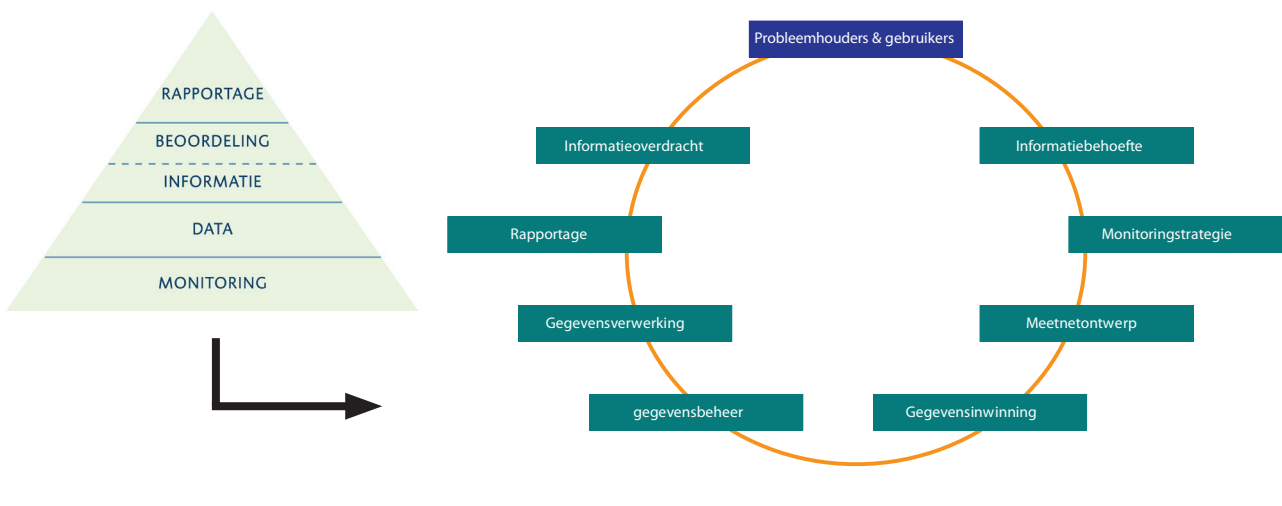 RAPPORTAGE
BEOORDELING
INFORMATIE
DATA
MONITORING
Probleemhouders & gebruikers
Informatieoverdracht
Informatiebehoefte
Rapportage
Monitoringstrategie
Gegevensverwerking
Meetnetontwerp
gegevensbeheer
Gegevensinwinning